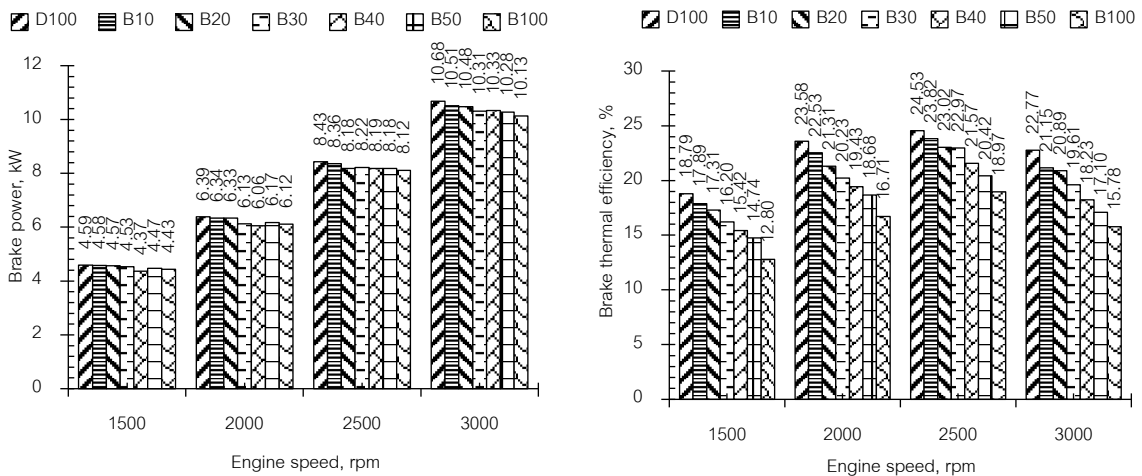 D100 B10 B20 B30 B40 B50 B100
Brake power, kW
12
10
8
6
4
2
0
4.59 4.58 4.57 4.53 4.37 4.47 4.43
6.39 6.34 6.33 6.13 6.06 6.17 6.12
8.43 8.36 8.18 8.22 8.19 8.18 8.12
10.68 10.51 10.48 10.31 10.33 10.28 10.13
1500 2000 2500 3000
Engine speed, rpm
D100 B10 B20 B30 B40 B50 B100
Brake thermal efficiency, %
30
25
20
15
10
5
0
18.79 17.89 17.31 16.20 15.42 14.74 12.80
23.58 22.53 21.31 20.23 19.43 18.68 16.71
24.53 23.82 23.02 22.97 21.57 20.42 18.97
22.77 21.15 20.89 19.61 18.23 17.10 15.78
1500 2000 2500 3000
Engine speed, rpm